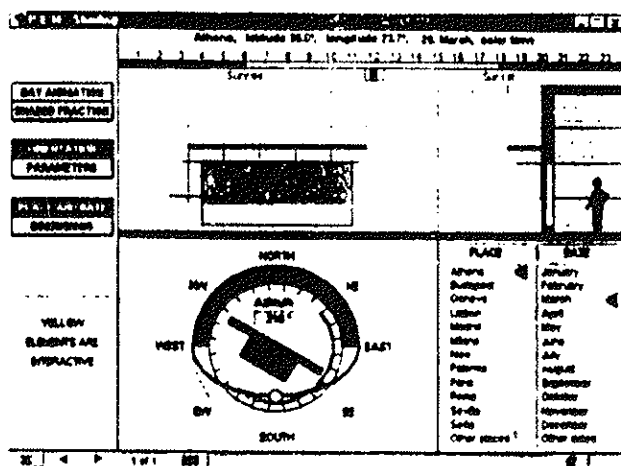 Shading
Athens, latitude 38.0°, longitude 23.7°, 20. March, solar time
1 2 3 4 5 6 7 8 9 10 11 12 13 14 15 16 17 18 19 20 21 22 23
Sunrise
Sunset
DAY ANIMATION
SHADED FRACTION
PARAMETERS
YELLOW
ELEMENTS ARE
INTERACTIVE
NORTH
NW
NE
AZIMUTH
WEST
EAST
SW
SE
SOUTH
PLACE
Athens
Budapest
Geneva
Lisbon
Madrid
Milano
Nice
Palermo
Paris
Roma
Sevilla
Sofia
Other places
DATE
January
February
March
April
May
June
July
August
September
October
November
December
Other dates
1 of 1